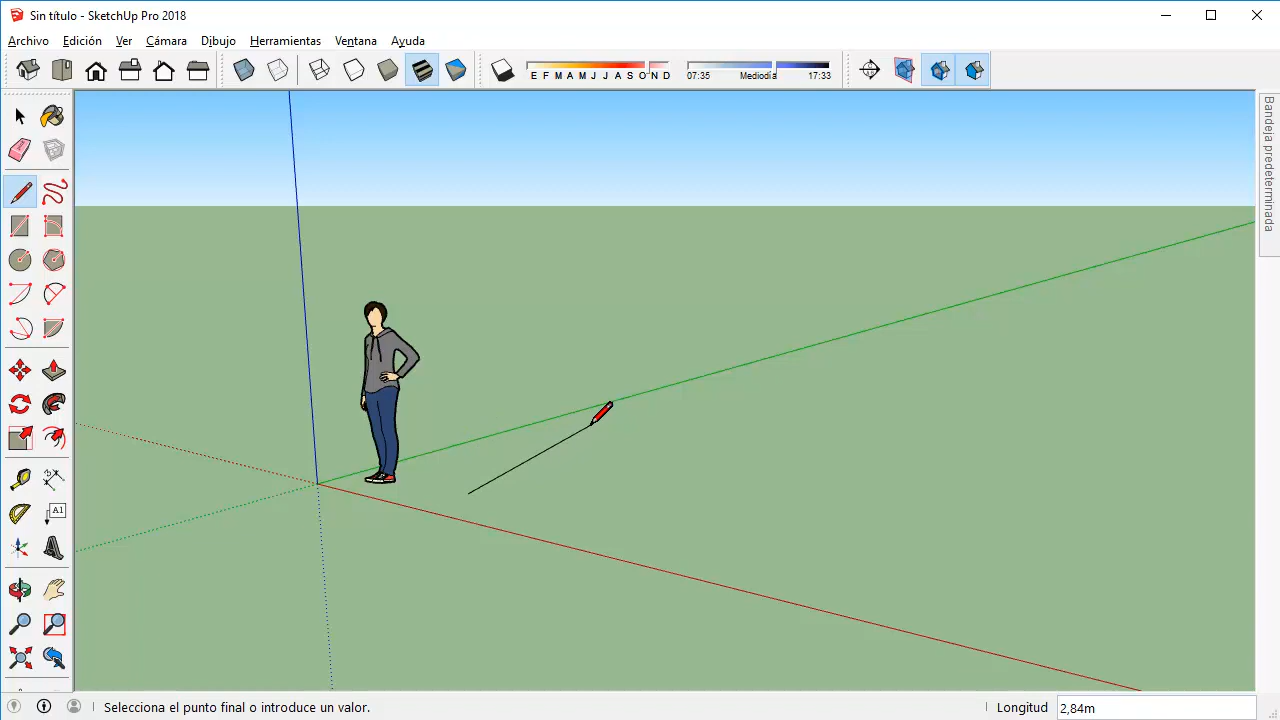 Sin título - SketchUp Pro 2018
Archivo Edición Ver Cámara Dibujo Herramientas Ventana Ayuda
E F M A M J J A S O N D
07:35 Mediodía 17:33
Bandeja predeterminada
A1
Selecciona el punto final o introduce un valor.
Longitud 2,84m